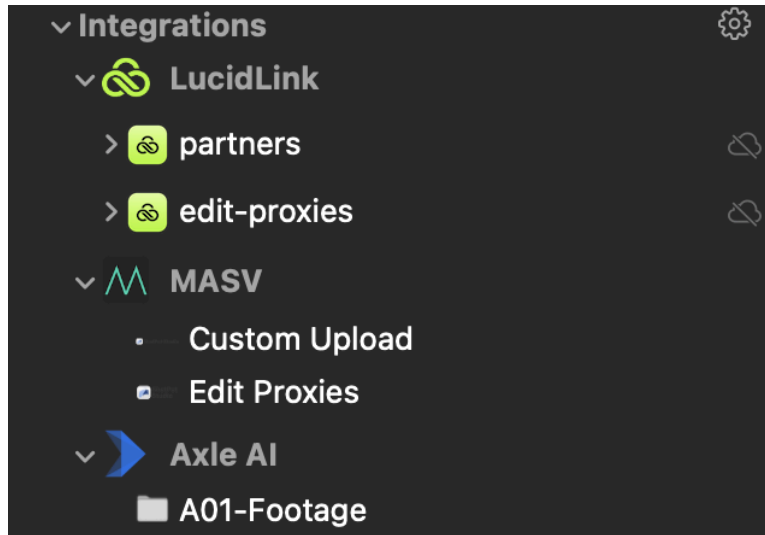 Integrations
LucidLink
partners
edit-proxies
MASV
Custom Upload
Edit Proxies
Axle AI
A01-Footage